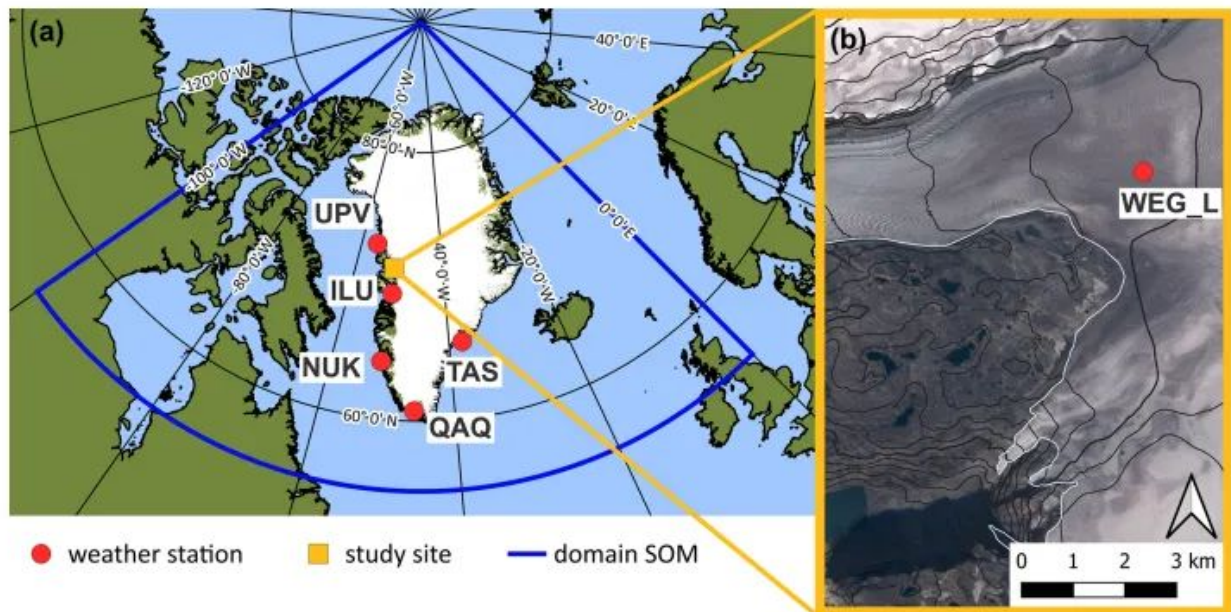 (a)
(b)
40°0'E
-120° 0' W
60°0'W
20°0'E
80°0'N
-100° 0' W
UPV
WEG_L
0°0'E
40°0'W
-20°0'W
-80°0'W
ILU
NUK
TAS
60°0'N
QAQ
weather station
study site
domain SOM
0 1 2 3 km